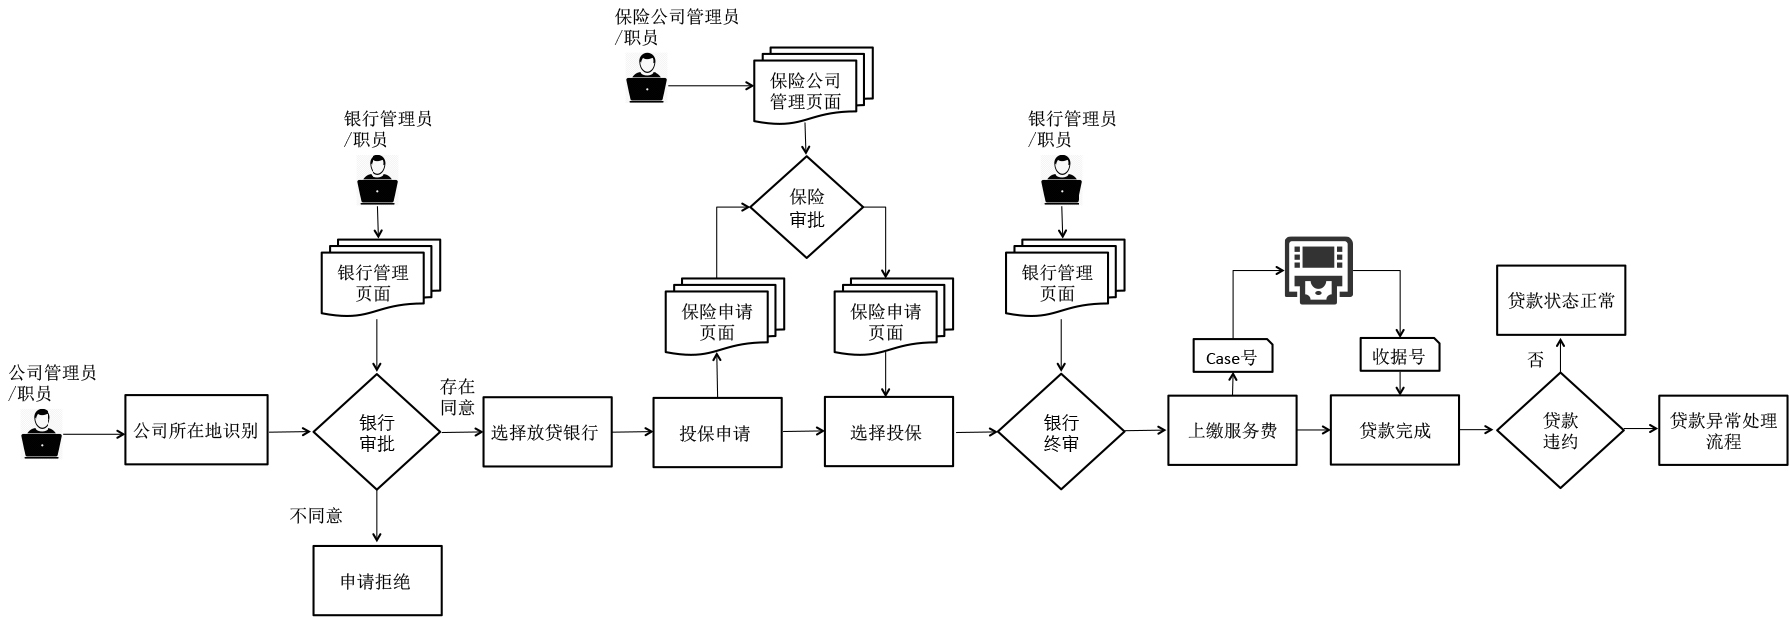 保险公司管理员
/职员
保险公司
管理页面
银行管理员
/职员
银行管理员
/职员
保险
审批
银行管理
页面
保险申请
页面
保险申请
页面
银行管理
页面
贷款状态正常
Case号
收据号
否
公司管理员
/职员
公司所在地识别
银行
审批
存在
同意
选择放贷银行
投保申请
选择投保
银行
终审
上缴服务费
贷款完成
贷款
违约
贷款异常处理
流程
不同意
申请拒绝